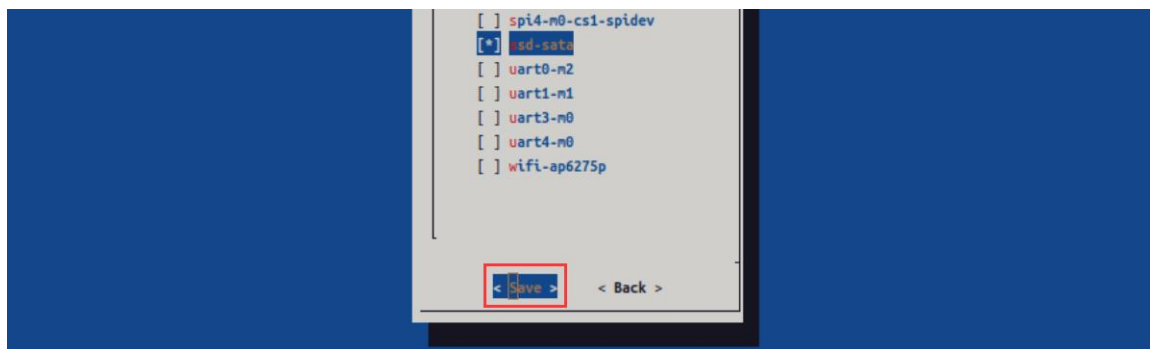 [ ] spi4-m0-cs1-spidev
[*] ssd-sata
[ ] uart0-m2
[ ] uart1-m1
[ ] uart3-m0
[ ] uart4-m0
[ ] wifi-ap6275p
< Save > < Back >